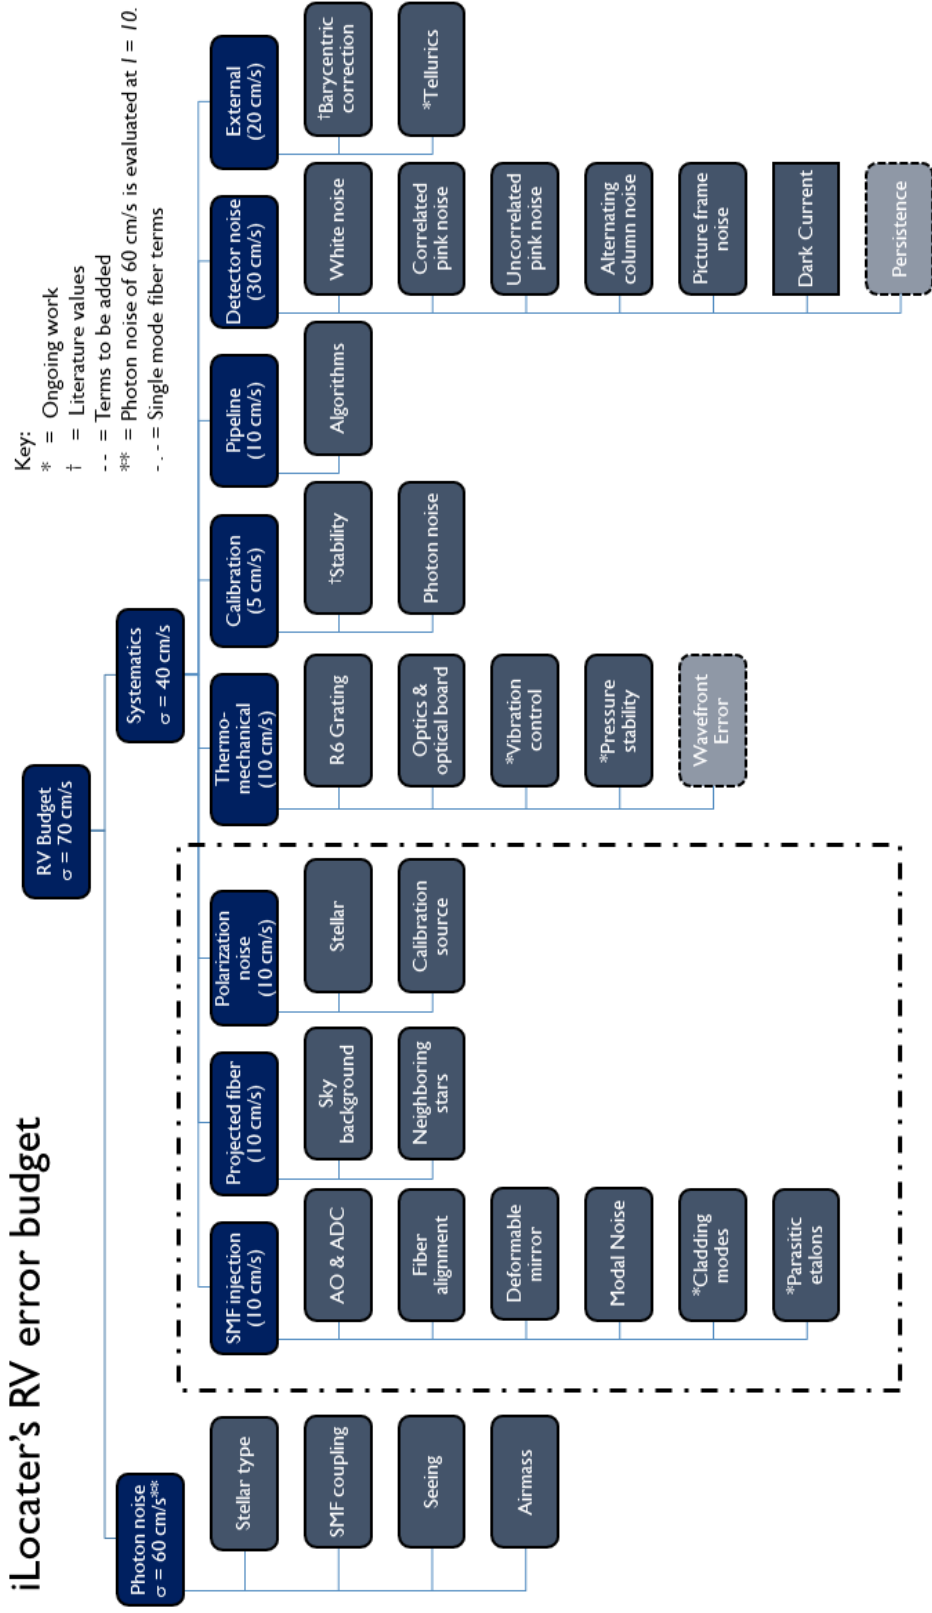 iLocater's RV error budget
Key:
* = Ongoing work
† = Literature values
- - = Terms to be added
** = Photon noise of 60 cm/s is evaluated at I = 10.
-.- = Single mode fiber terms
RV Budget
σ = 70 cm/s
Photon noise
σ = 60 cm/s**
Stellar type
SMF coupling
Seeing
Airmass
Systematics
σ = 40 cm/s
SMF injection
(10 cm/s)
AO & ADC
Fiber
alignment
Deformable
mirror
Modal Noise
*Cladding
modes
*Parasitic
etalons
Projected fiber
(10 cm/s)
Sky
background
Neighboring
stars
Polarization
noise
(10 cm/s)
Stellar
Calibration
source
Thermo-
mechanical
(10 cm/s)
R6 Grating
Optics &
optical board
*Vibration
control
*Pressure
stability
Wavefront
Error
Calibration
(5 cm/s)
†Stability
Photon noise
Pipeline
(10 cm/s)
Algorithms
Detector noise
(30 cm/s)
White noise
Correlated
pink noise
Uncorrelated
pink noise
Alternating
column noise
Picture frame
noise
Dark Current
Persistence
External
(20 cm/s)
†Barycentric
correction
*Tellurics